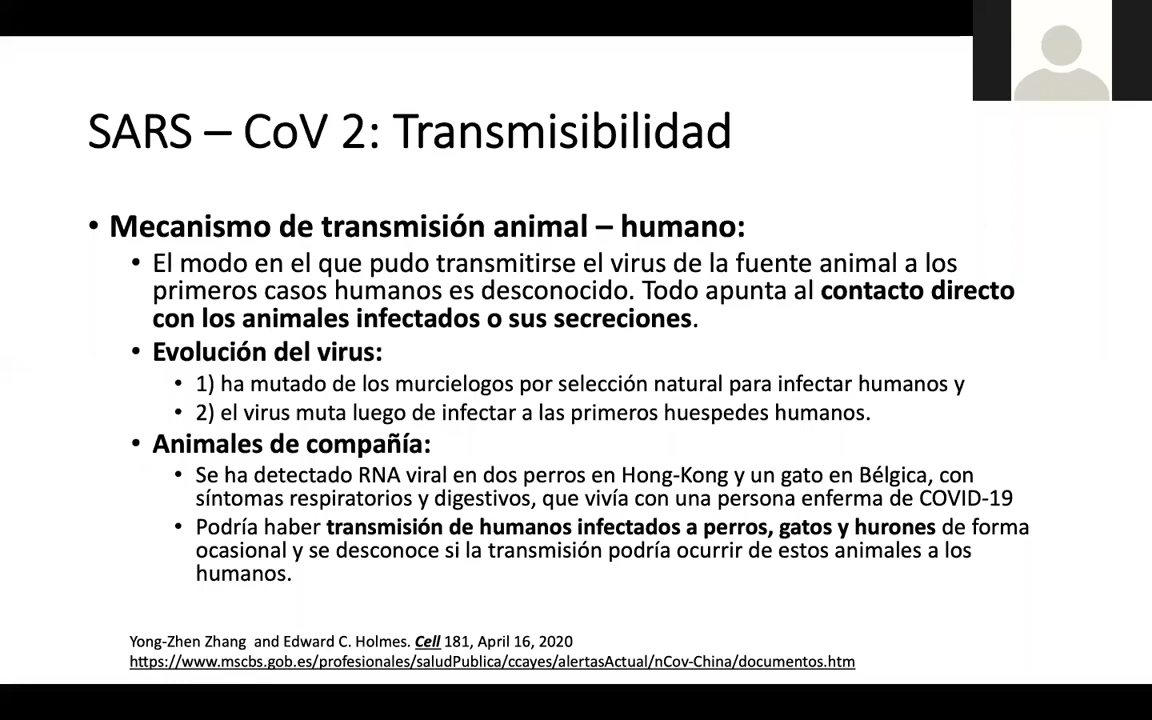 SARS – CoV 2: Transmisibilidad
• Mecanismo de transmisión animal – humano:
• El modo en el que pudo transmitirse el virus de la fuente animal a los
primeros casos humanos es desconocido. Todo apunta al contacto directo
con los animales infectados o sus secreciones.
• Evolución del virus:
• 1) ha mutado de los murcielogos por selección natural para infectar humanos y
• 2) el virus muta luego de infectar a las primeros huespedes humanos.
• Animales de compañía:
• Se ha detectado RNA viral en dos perros en Hong-Kong y un gato en Bélgica, con
síntomas respiratorios y digestivos, que vivía con una persona enferma de COVID-19
• Podría haber transmisión de humanos infectados a perros, gatos y hurones de forma
ocasional y se desconoce si la transmisión podría ocurrir de estos animales a los
humanos.
Yong-Zhen Zhang and Edward C. Holmes. Cell 181, April 16, 2020
https://www.mscbs.gob.es/profesionales/saludPublica/ccayes/alertasActual/nCov-China/documentos.htm